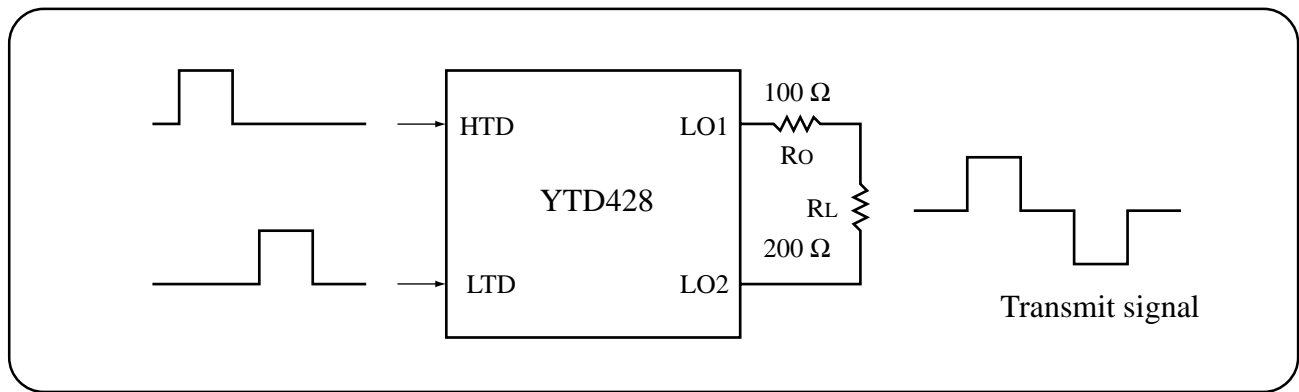 100 Ω
HTD
LO1
RO
YTD428
RL
200 Ω
LTD
LO2
Transmit signal